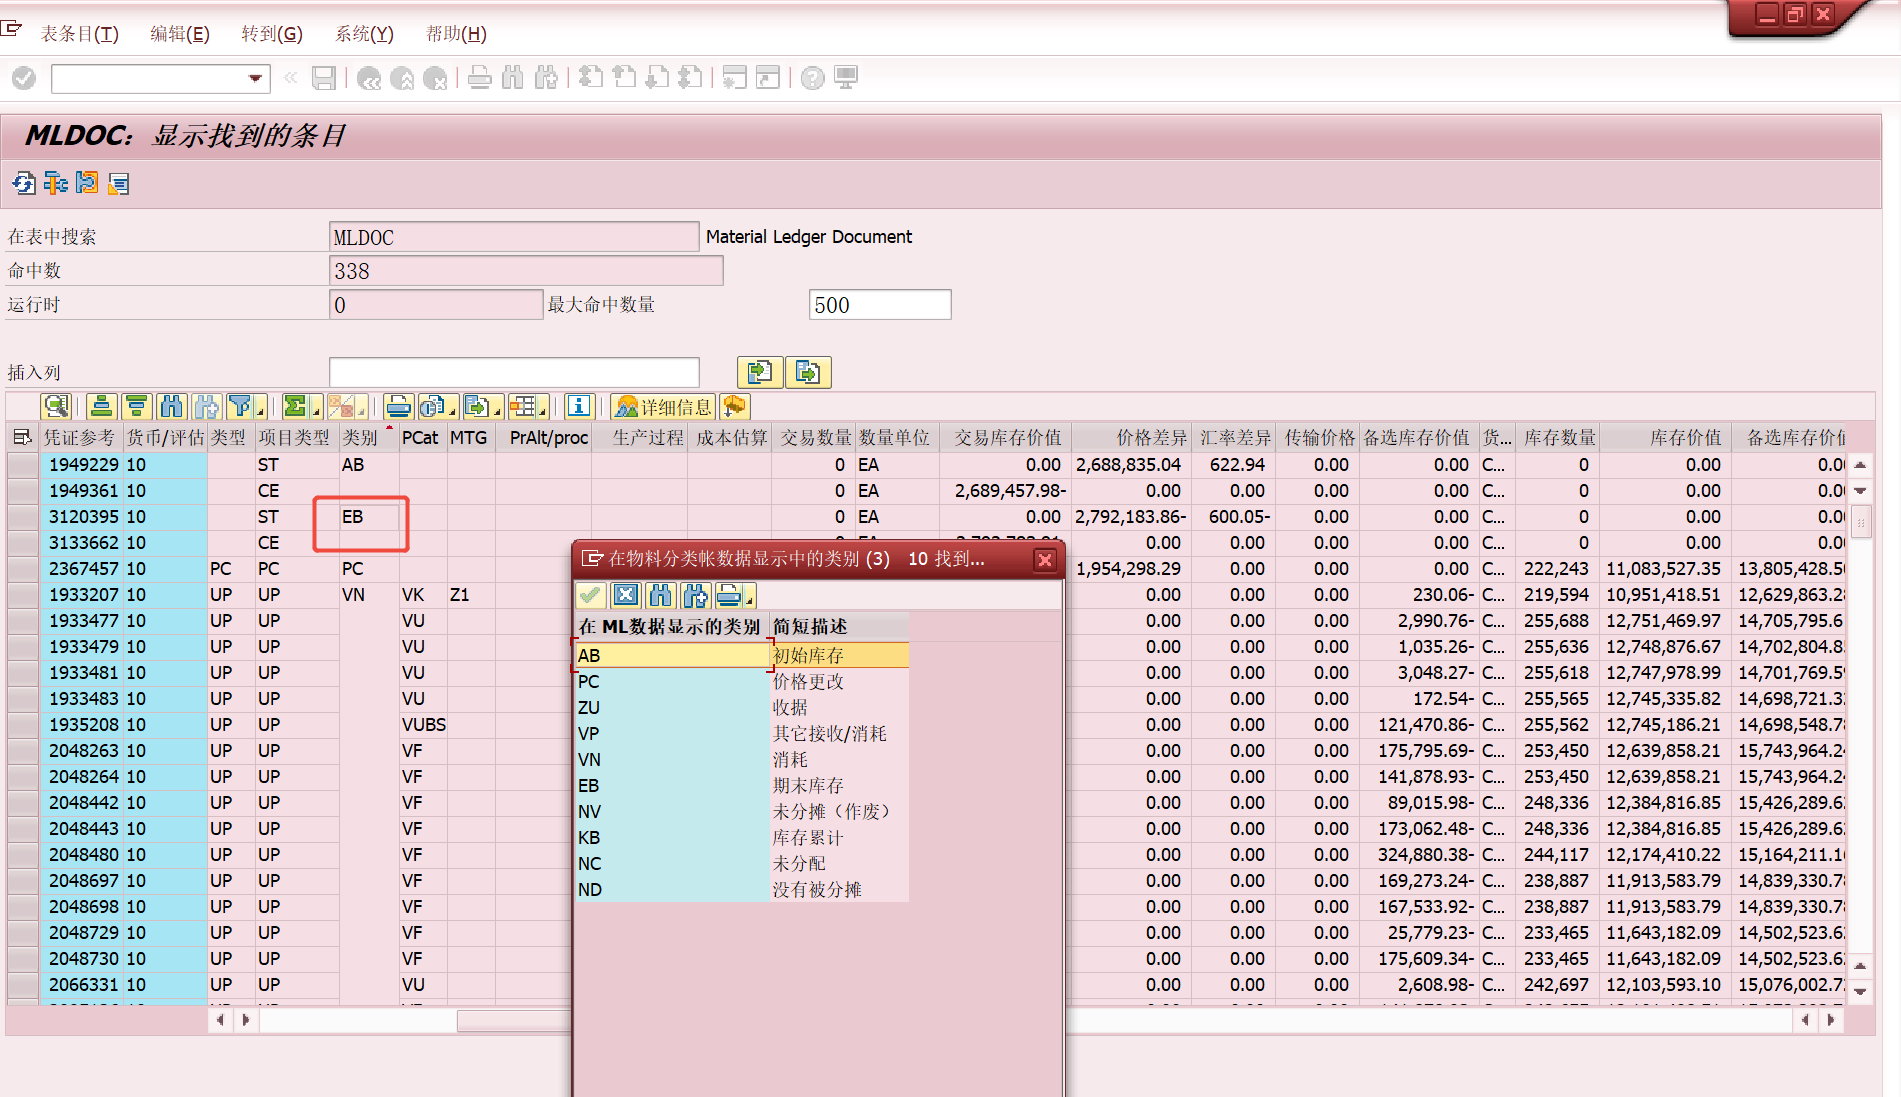 表条目(T) 编辑(E) 转到(G) 系统(Y) 帮助(H)
MLDOC: 显示找到的条目
在表中搜索 MLDOC Material Ledger Document
命中数 338
运行时 0 最大命中数量 500
插入列
详细信息
凭证参考 货币/评估 类型 项目类型 类别 PCat MTG PrAlt/proc 生产过程 成本估算 交易数量 数量单位 交易库存价值 价格差异 汇率差异 传输价格 备选库存价值 货... 库存数量 库存价值 备选库存价值
1949229 10 ST AB 0 EA 0.00 2,688,835.04 622.94 0.00 0.00 C... 0 0.00 0.00
1949361 10 CE 0 EA 2,689,457.98- 0.00 0.00 0.00 0.00 C... 0 0.00 0.00
3120395 10 ST EB 0 EA 0.00 2,792,183.86- 600.05- 0.00 0.00 C... 0 0.00 0.00
3133662 10 CE 0.00 0.00 0.00 0.00 C... 0 0.00 0.00
2367457 10 PC PC PC 1,954,298.29 0.00 0.00 0.00 C... 222,243 11,083,527.35 13,805,428.5
1933207 10 UP UP VN VK Z1 0.00 0.00 0.00 230.06- C... 219,594 10,951,418.51 12,629,863.2
1933477 10 UP UP VU 0.00 0.00 0.00 2,990.76- C... 255,688 12,751,469.97 14,705,795.6
1933479 10 UP UP VU 0.00 0.00 0.00 1,035.26- C... 255,636 12,748,876.67 14,702,804.8
1933481 10 UP UP VU 0.00 0.00 0.00 3,048.27- C... 255,618 12,747,978.99 14,701,769.5
1933483 10 UP UP VU 0.00 0.00 0.00 172.54- C... 255,565 12,745,335.82 14,698,721.3
1935208 10 UP UP VUBS 0.00 0.00 0.00 121,470.86- C... 255,562 12,745,186.21 14,698,548.7
2048263 10 UP UP VF 0.00 0.00 0.00 175,795.69- C... 253,450 12,639,858.21 15,743,964.2
2048264 10 UP UP VF 0.00 0.00 0.00 141,878.93- C... 253,450 12,639,858.21 15,743,964.2
2048442 10 UP UP VF 0.00 0.00 0.00 89,015.98- C... 248,336 12,384,816.85 15,426,289.6
2048443 10 UP UP VF 0.00 0.00 0.00 173,062.48- C... 248,336 12,384,816.85 15,426,289.6
2048480 10 UP UP VF 0.00 0.00 0.00 324,880.38- C... 244,117 12,174,410.22 15,164,211.1
2048697 10 UP UP VF 0.00 0.00 0.00 169,273.24- C... 238,887 11,913,583.79 14,839,330.7
2048698 10 UP UP VF 0.00 0.00 0.00 167,533.92- C... 238,887 11,913,583.79 14,839,330.7
2048729 10 UP UP VF 0.00 0.00 0.00 25,779.23- C... 233,465 11,643,182.09 14,502,523.6
2048730 10 UP UP VF 0.00 0.00 0.00 175,609.34- C... 233,465 11,643,182.09 14,502,523.6
2066331 10 UP UP VU 0.00 0.00 0.00 2,608.98- C... 242,697 12,103,593.10 15,076,002.7
在物料分类帐数据显示中的类别 (3) 10 找到...
在 ML数据显示的类别 简短描述
AB 初始库存
PC 价格更改
ZU 收据
VP 其它接收/消耗
VN 消耗
EB 期末库存
NV 未分摊（作废）
KB 库存累计
NC 未分配
ND 没有被分摊